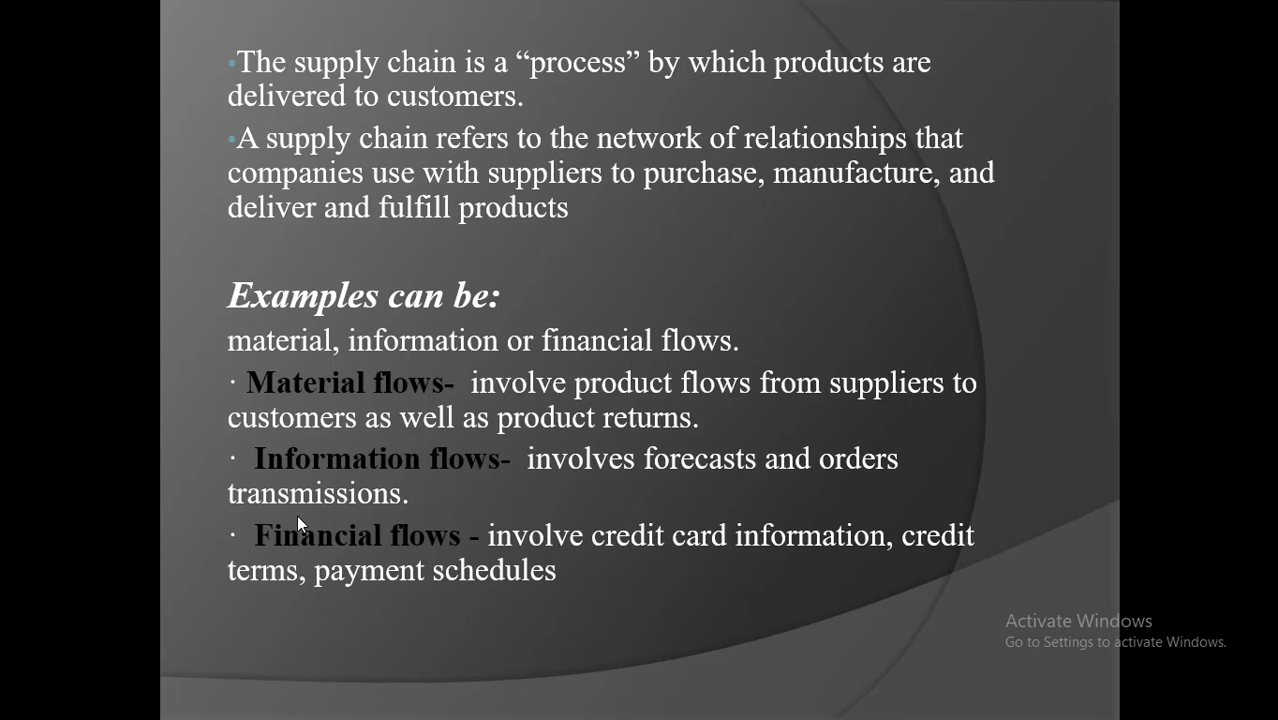 •The supply chain is a “process” by which products are
delivered to customers.
•A supply chain refers to the network of relationships that
companies use with suppliers to purchase, manufacture, and
deliver and fulfill products
Examples can be:
material, information or financial flows.
· Material flows- involve product flows from suppliers to
customers as well as product returns.
· Information flows- involves forecasts and orders
transmissions.
· Financial flows - involve credit card information, credit
terms, payment schedules
Activate Windows
Go to Settings to activate Windows.